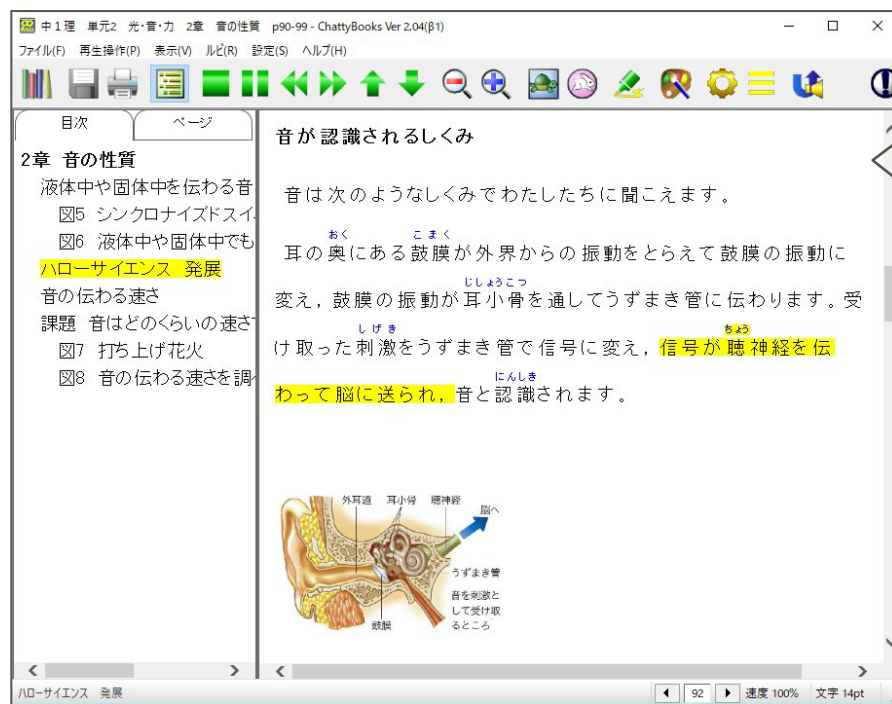 中1理 単元2 光・音・力 2章 音の性質 p90-99 - ChattyBooks Ver 2.04(β1)
ファイル(F) 再生操作(P) 表示(V) ルビ(R) 設定(S) ヘルプ(H)
目次 ページ
2章 音の性質
液体中や固体中を伝わる音
図5 シンクロナイズドスイ
図6 液体中や固体中でも
ハローサイエンス 発展
音の伝わる速さ
課題 音はどのくらいの速さ
図7 打ち上げ花火
図8 音の伝わる速さを調べ
音が認識されるしくみ
音は次のようなしくみでわたしたちに聞こえます。
おく こまく
耳の奥にある鼓膜が外界からの振動をとらえて鼓膜の振動に
じしょうこつ
変え，鼓膜の振動が耳小骨を通してうずまき管に伝わります。受
しげき ちょう
け取った刺激をうずまき管で信号に変え，信号が聴神経を伝
にんしき
わって脳に送られ，音と認識されます。
外耳道 耳小骨 聴神経
脳へ
うずまき管
音を刺激と
して受け取
るところ
鼓膜
ハローサイエンス 発展
92 速度 100% 文字 14pt